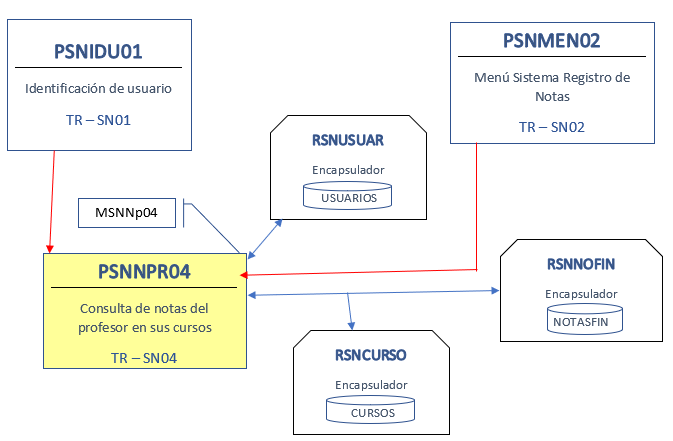 PSNIDU01
Identificación de usuario
TR – SN01
PSNMEN02
Menú Sistema Registro de
Notas
TR – SN02
RSNUSUAR
Encapsulador
USUARIOS
MSNNp04
PSNNPR04
Consulta de notas del
profesor en sus cursos
TR – SN04
RSNNOFIN
Encapsulador
NOTASFIN
RSNCURSO
Encapsulador
CURSOS